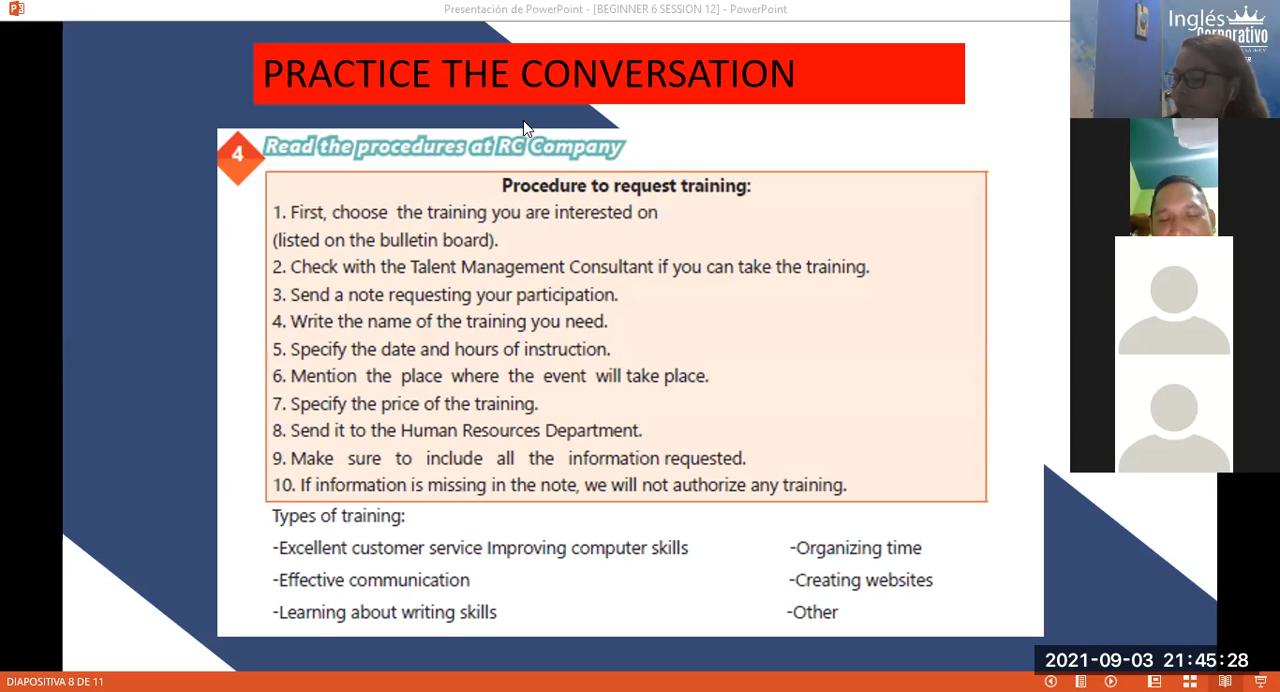 Presentación de PowerPoint - [BEGINNER 6 SESSION 12] - PowerPoint
Inglés
Corporativo
PRACTICE THE CONVERSATION
4 Read the procedures at RC Company
Procedure to request training:
1. First, choose the training you are interested on
(listed on the bulletin board).
2. Check with the Talent Management Consultant if you can take the training.
3. Send a note requesting your participation.
4. Write the name of the training you need.
5. Specify the date and hours of instruction.
6. Mention the place where the event will take place.
7. Specify the price of the training.
8. Send it to the Human Resources Department.
9. Make sure to include all the information requested.
10. If information is missing in the note, we will not authorize any training.
Types of training:
-Excellent customer service Improving computer skills -Organizing time
-Effective communication -Creating websites
-Learning about writing skills -Other
2021-09-03 21:45:28
DIAPOSITIVA 8 DE 11